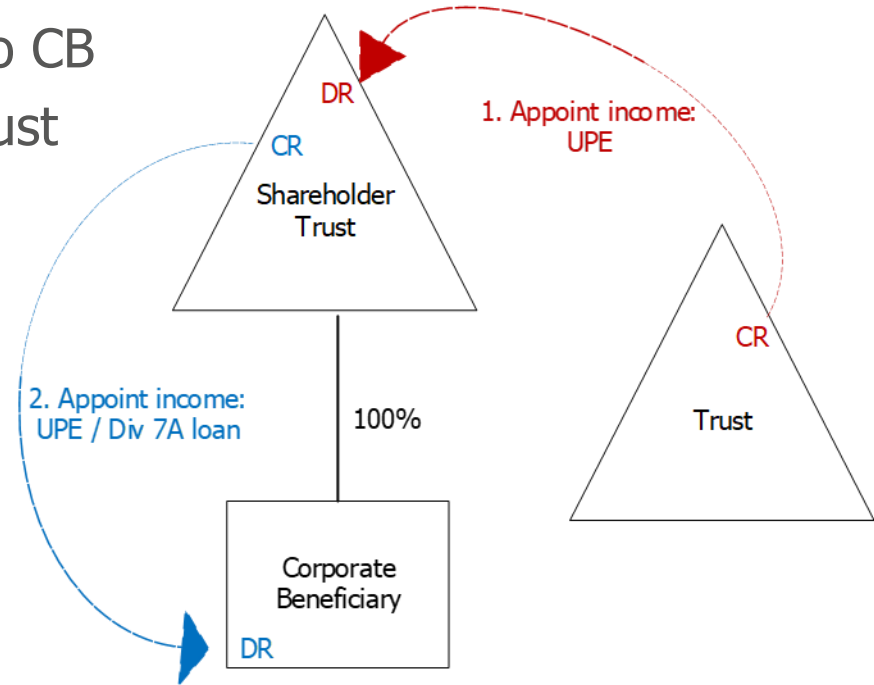 CB
ust
DR
1. Appoint income:
UPE
CR
Shareholder
Trust
CR
2. Appoint income:
UPE / Div 7A loan
100%
Trust
Corporate
Beneficiary
DR